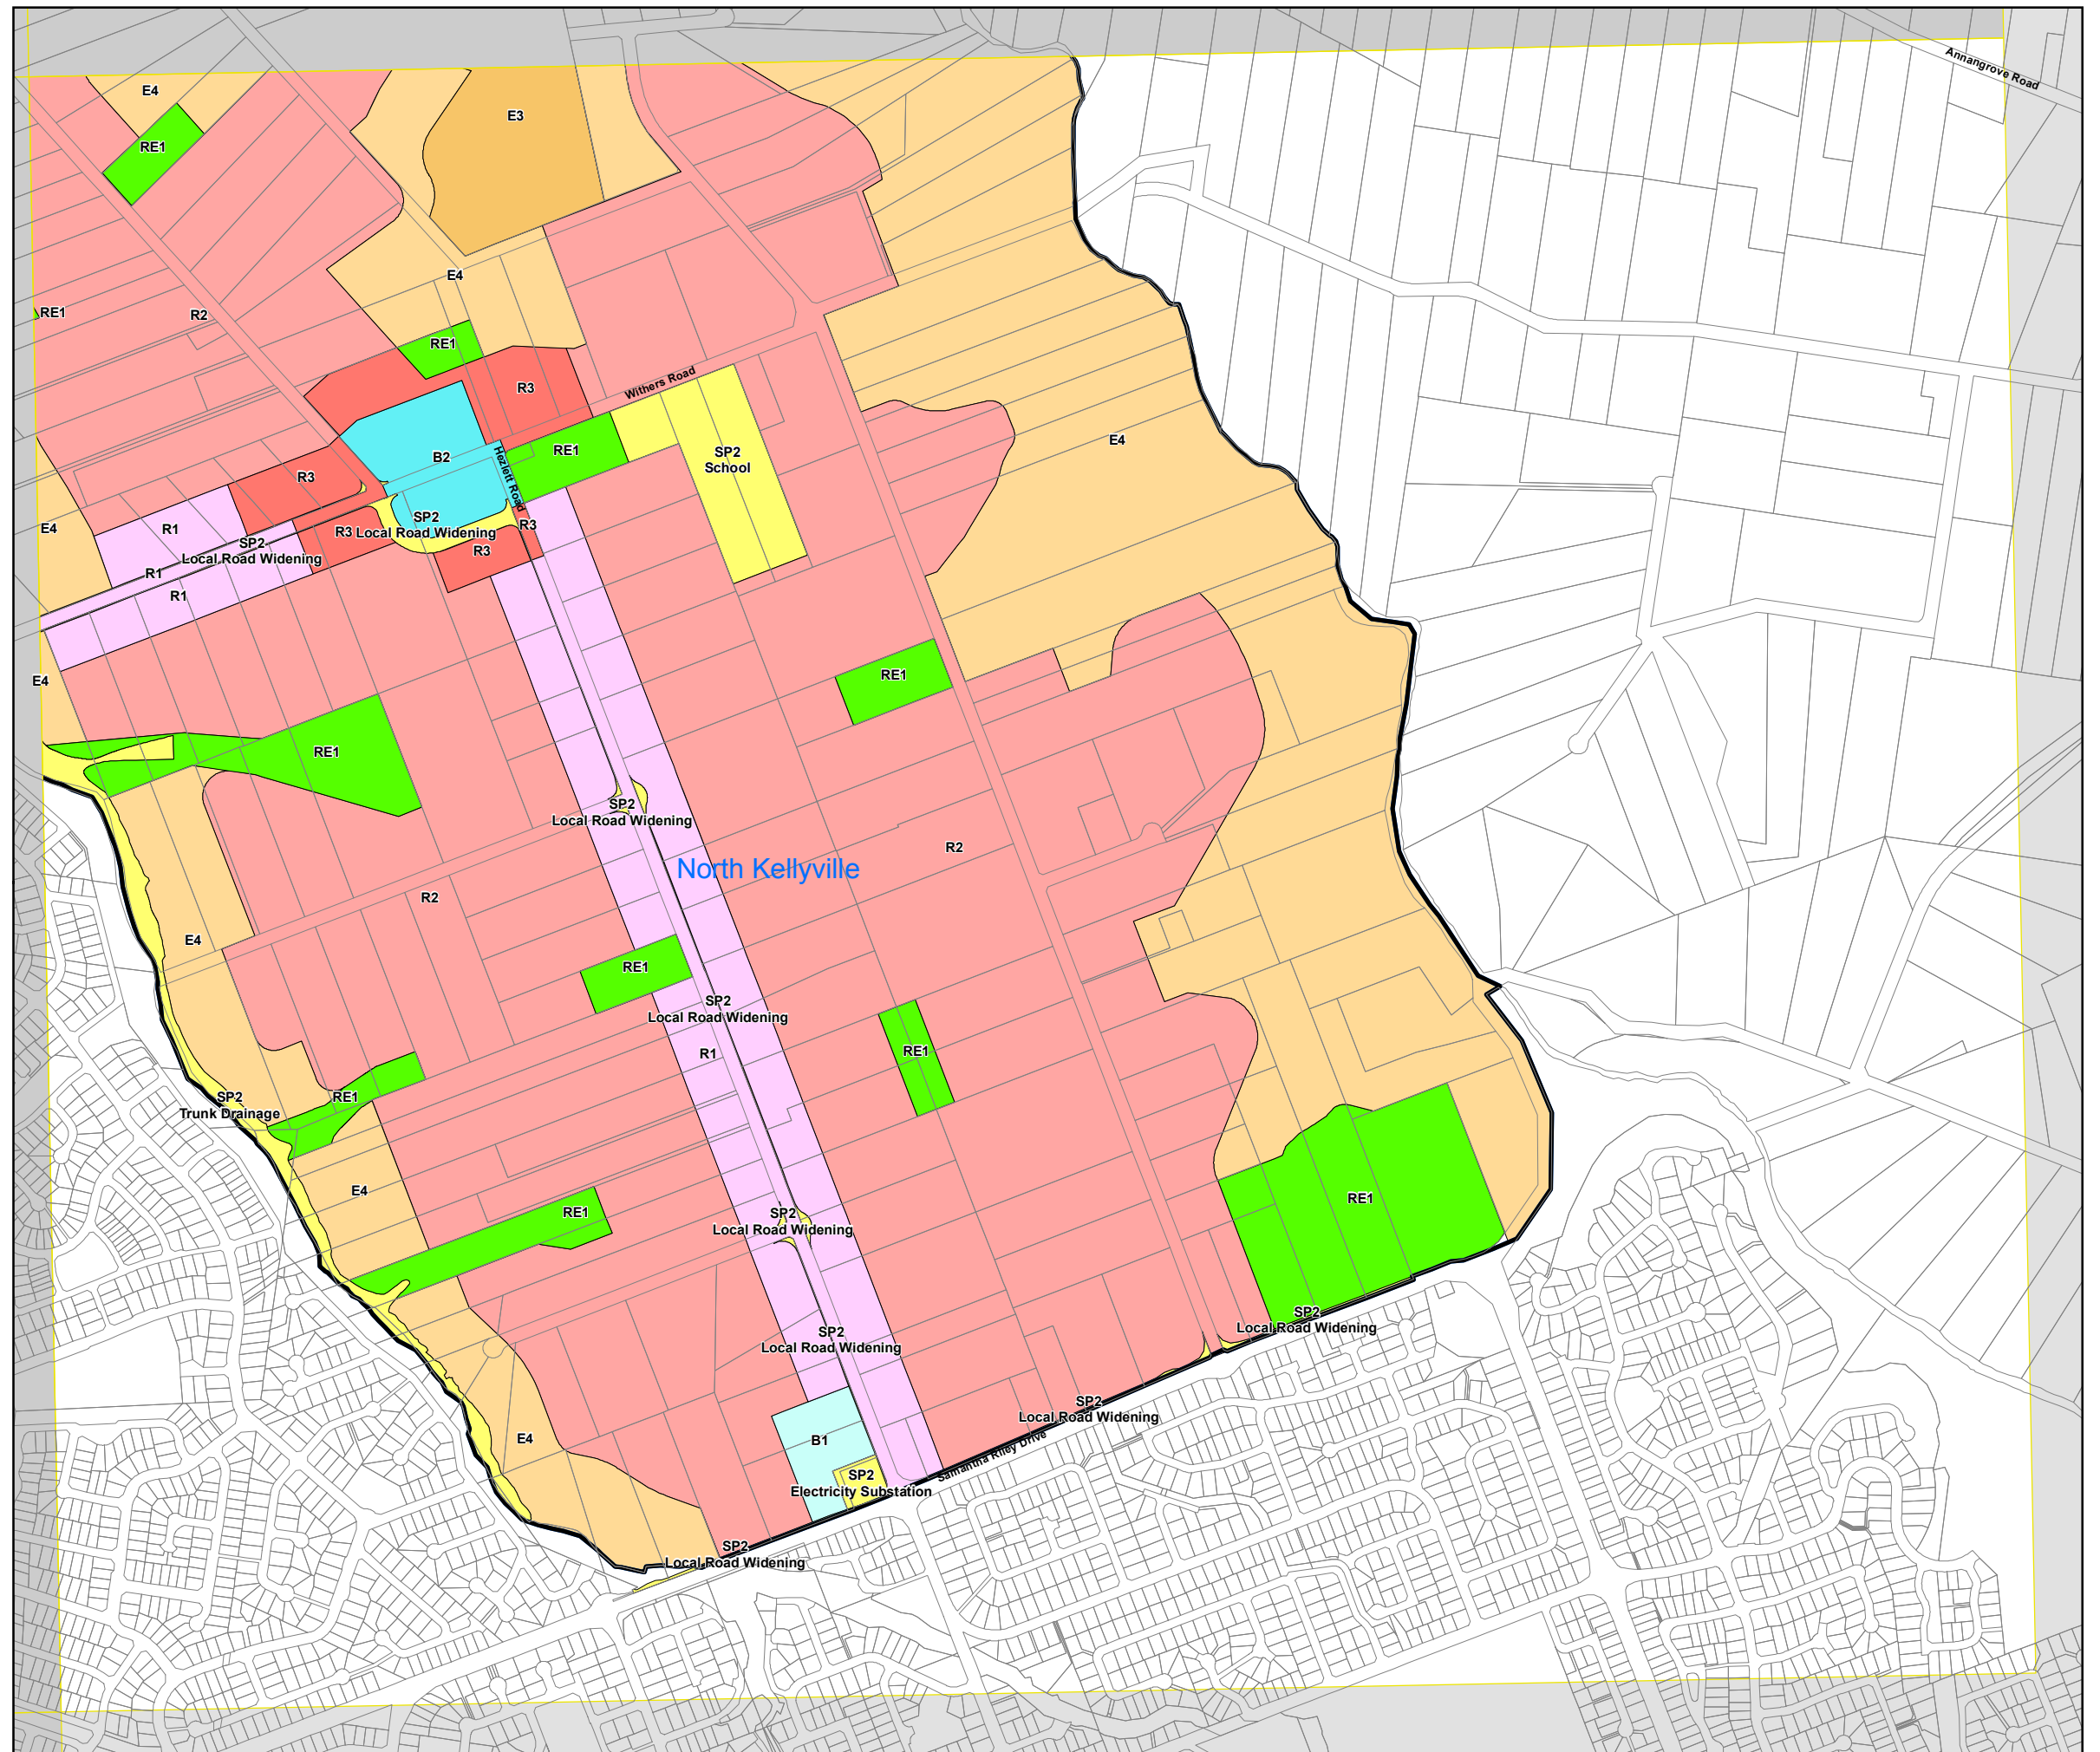 Annangrove Road
E4
E3
RE1
E4
RE1
R2
RE1
Withers Road
R3
E4
RE1
B2
SP2
School
Hezlett Road
R3
R3
SP2
Local Road Widening
R3
R3
E4
R1
SP2
Local Road Widening
R1
R1
RE1
E4
RE1
SP2
Local Road Widening
R2
North Kellyville
R2
E4
RE1
SP2
Local Road Widening
R1
RE1
SP2
Trunk Drainage
RE1
E4
RE1
RE1
SP2
Local Road Widening
SP2
Local Road Widening
SP2
Local Road Widening
SP2
Local Road Widening
E4
B1
Samantha Riley Drive
SP2
Electricity Substation
SP2
Local Road Widening